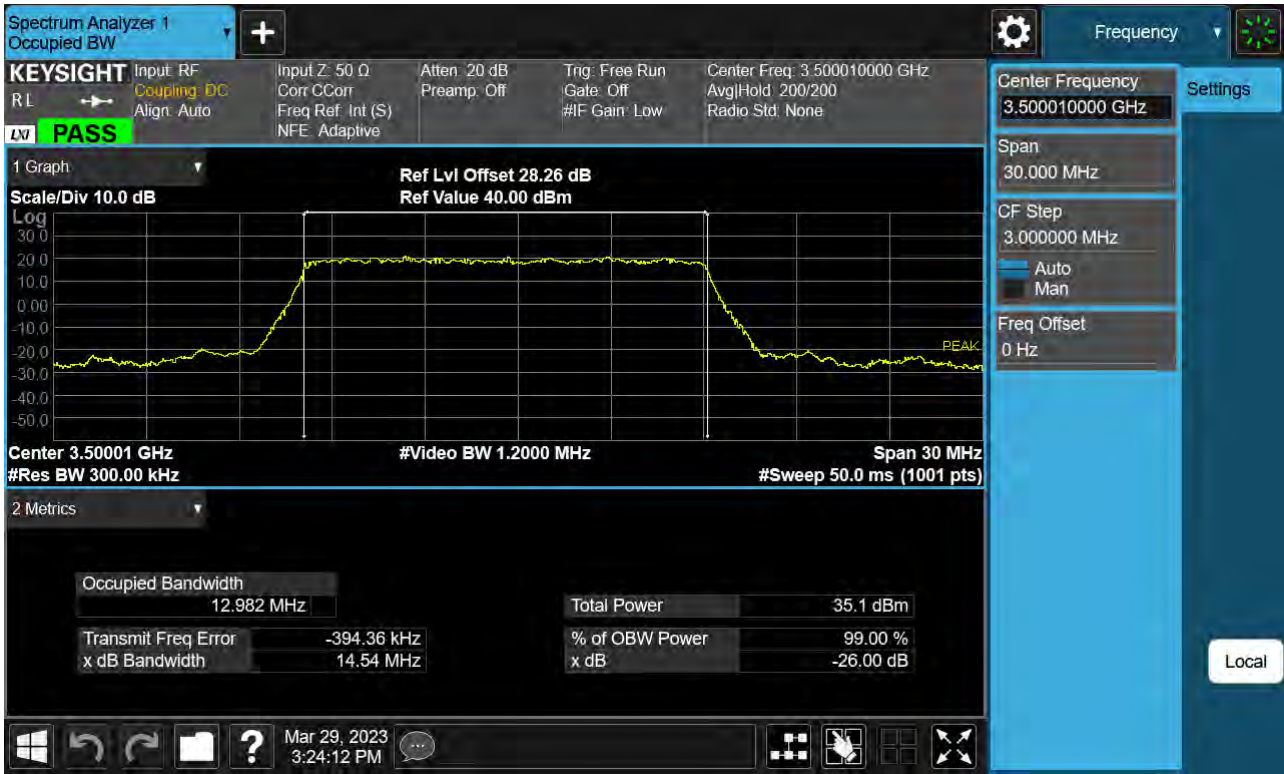 Spectrum Analyzer 1
Occupied BW
Frequency
KEYSIGHT
RL
LXI PASS
Input: RF
Coupling: DC
Align: Auto
Input Z: 50 Ω
Corr CCorr
Freq Ref: Int (S)
NFE: Adaptive
Atten: 20 dB
Preamp: Off
Trig: Free Run
Gate: Off
#IF Gain: Low
Center Freq: 3.500010000 GHz
Avg|Hold: 200/200
Radio Std: None
1 Graph
Scale/Div 10.0 dB
Ref Lvl Offset 28.26 dB
Ref Value 40.00 dBm
Log
30.0
20.0
10.0
0.00
-10.0
-20.0
-30.0
-40.0
-50.0
PEAK
Center 3.50001 GHz
#Video BW 1.2000 MHz
Span 30 MHz
#Res BW 300.00 kHz
#Sweep 50.0 ms (1001 pts)
2 Metrics
Occupied Bandwidth
12.982 MHz
Transmit Freq Error -394.36 kHz
x dB Bandwidth 14.54 MHz
Total Power 35.1 dBm
% of OBW Power 99.00 %
x dB -26.00 dB
Center Frequency
3.500010000 GHz
Span
30.000 MHz
CF Step
3.000000 MHz
Auto
Man
Freq Offset
0 Hz
Settings
Local
?
Mar 29, 2023
3:24:12 PM